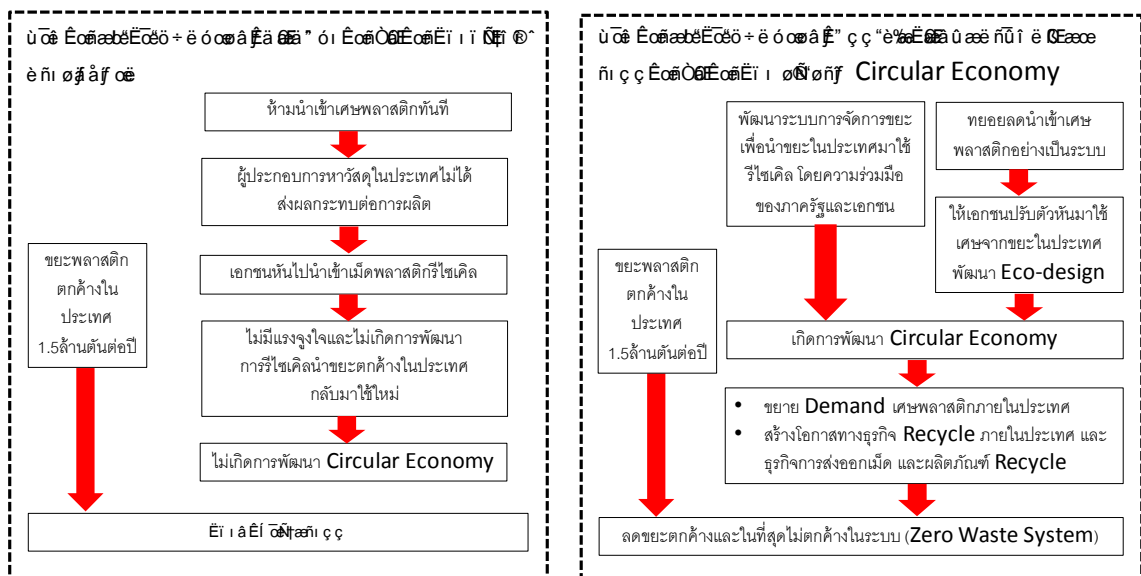 ห้ามนำเข้าเศษพลาสติกทันที
ผู้ประกอบการหาวัสดุในประเทศไม่ได้
ส่งผลกระทบต่อการผลิต
เอกชนหันไปนำเข้าเม็ดพลาสติกรีไซเคิล
ไม่มีแรงจูงใจและไม่เกิดการพัฒนา
การรีไซเคิลนำขยะตกค้างในประเทศ
กลับมาใช้ใหม่
ไม่เกิดการพัฒนา Circular Economy
ขยะพลาสติก
ตกค้างใน
ประเทศ
1.5ล้านตันต่อปี
Circular Economy
พัฒนาระบบการจัดการขยะ
เพื่อนำขยะในประเทศมาใช้
รีไซเคิล โดยความร่วมมือ
ของภาครัฐและเอกชน
ทยอยลดนำเข้าเศษ
พลาสติกอย่างเป็นระบบ
ให้เอกชนปรับตัวหันมาใช้
เศษจากขยะในประเทศ
พัฒนา Eco-design
ขยะพลาสติก
ตกค้างใน
ประเทศ
1.5ล้านตันต่อปี
เกิดการพัฒนา Circular Economy
• ขยาย Demand เศษพลาสติกภายในประเทศ
• สร้างโอกาสทางธุรกิจ Recycle ภายในประเทศ และ
ธุรกิจการส่งออกเม็ด และผลิตภัณฑ์ Recycle
ลดขยะตกค้างและในที่สุดไม่ตกค้างในระบบ (Zero Waste System)